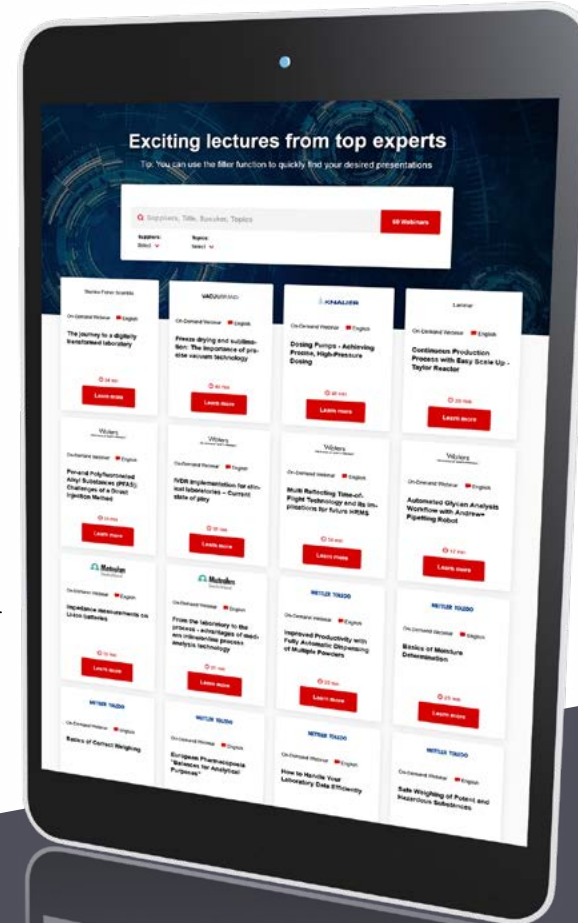 Exciting lectures from top experts
Tip: You can use the filter function to quickly find your desired presentations
Suppliers, Title, Speaker, Topics
Webinars
Suppliers:
Select
Topics:
Select
Thermo Fisher Scientific
On-Demand Webinar English
The journey to a digitally
transformed laboratory
Learn more
VACUUBRAND
On-Demand Webinar English
Freeze drying and sublima-
tion: The importance of pre-
cise vacuum technology
Learn more
KNAUER
On-Demand Webinar English
Dosing Pumps - Achieving
Precise, High-Pressure
Dosing
Learn more
Laminar
On-Demand Webinar English
Continuous Production
Process with Easy Scale Up -
Taylor Reactor
Learn more
Waters
On-Demand Webinar English
Per-and Polyfluorinated
Alkyl Substances (PFAS):
Challenges of a Direct
Injection Method
Learn more
Waters
On-Demand Webinar English
IVDR implementation for clin-
ical laboratories – Current
state of play
Learn more
Waters
On-Demand Webinar English
Multi Reflecting Time-of-
Flight Technology and its im-
plications for future HRMS
Learn more
Waters
On-Demand Webinar English
Automated Glycan Analysis
Workflow with Andrew+
Pipetting Robot
Learn more
Metrohm
On-Demand Webinar English
Impedance measurements on
Li-ion batteries
Learn more
Metrohm
On-Demand Webinar English
From the laboratory to the
process - advantages of mod-
ern inline/online process
analysis technology
Learn more
METTLER TOLEDO
On-Demand Webinar English
Improved Productivity with
Fully Automatic Dispensing
of Multiple Powders
Learn more
METTLER TOLEDO
On-Demand Webinar English
Basics of Moisture
Determination
Learn more
METTLER TOLEDO
On-Demand Webinar English
Basics of Correct Weighing
METTLER TOLEDO
On-Demand Webinar English
European Pharmacopoeia
"Balances for Analytical
Purposes"
METTLER TOLEDO
On-Demand Webinar English
How to Handle Your
Laboratory Data Efficiently
METTLER TOLEDO
On-Demand Webinar English
Safe Weighing of Potent and
Hazardous Substances